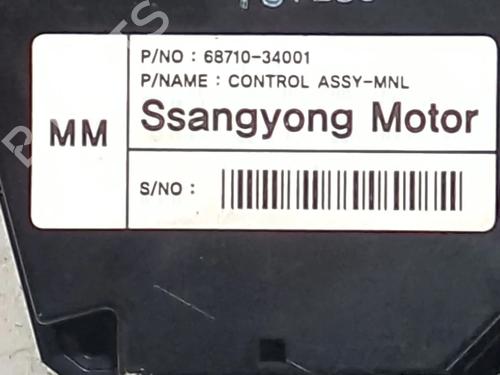 P/NO : 68710-34001
P/NAME : CONTROL ASSY-MNL
MM
Ssangyong Motor
S/NO :